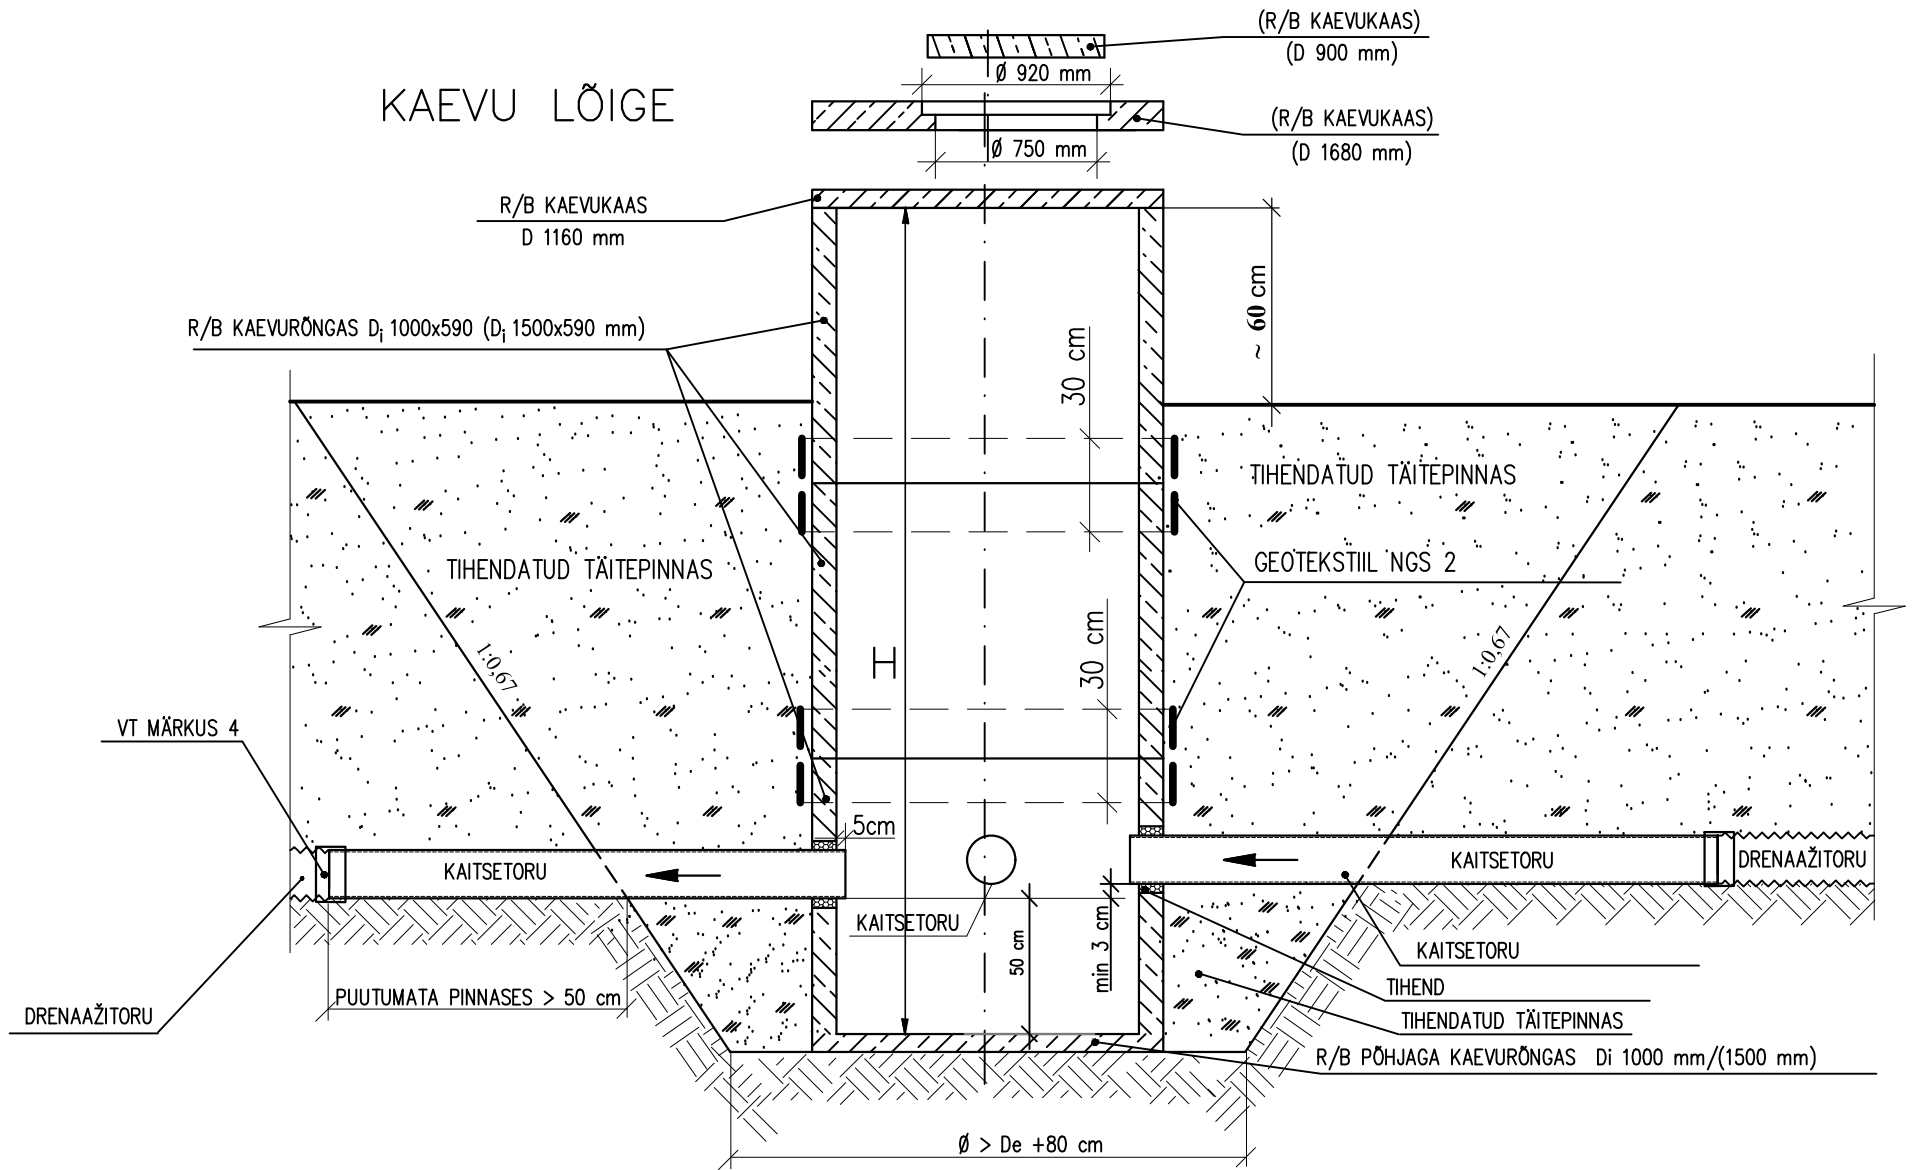 (R/B KAEVUKAAS)
(D 900 mm)
Ø 920 mm
KAEVU LÕIGE
(R/B KAEVUKAAS)
(D 1680 mm)
Ø 750 mm
R/B KAEVUKAAS
D 1160 mm
~ 60 cm
R/B KAEVURÕNGAS Di 1000x590 (Di 1500x590 mm)
30 cm
TIHENDATUD TÄITEPINNAS
GEOTEKSTIIL NGS 2
TIHENDATUD TÄITEPINNAS
1:0,67
1:0,67
H
30 cm
VT MÄRKUS 4
5cm
KAITSETORU
KAITSETORU
DRENAAŽITORU
KAITSETORU
50 cm
min 3 cm
KAITSETORU
TIHEND
PUUTUMATA PINNASES > 50 cm
DRENAAŽITORU
TIHENDATUD TÄITEPINNAS
R/B PÕHJAGA KAEVURÕNGAS Di 1000 mm/(1500 mm)
Ø > De +80 cm